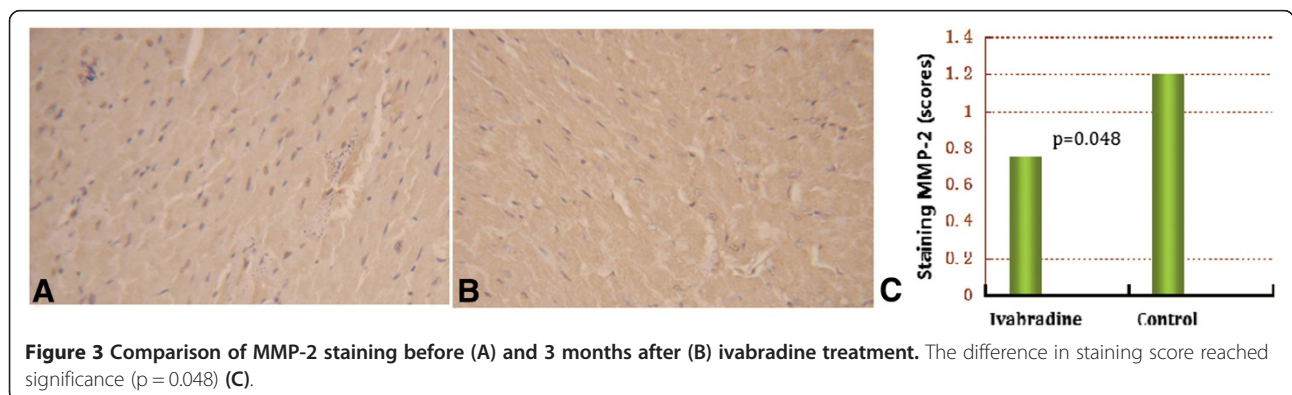 A
B
C
Staining MMP-2 (scores)
1.4
1.2
1
0.8
0.6
0.4
0.2
0
p=0.048
Ivabradine
Control
Figure 3 Comparison of MMP-2 staining before (A) and 3 months after (B) ivabradine treatment. The difference in staining score reached
significance (p = 0.048) (C).